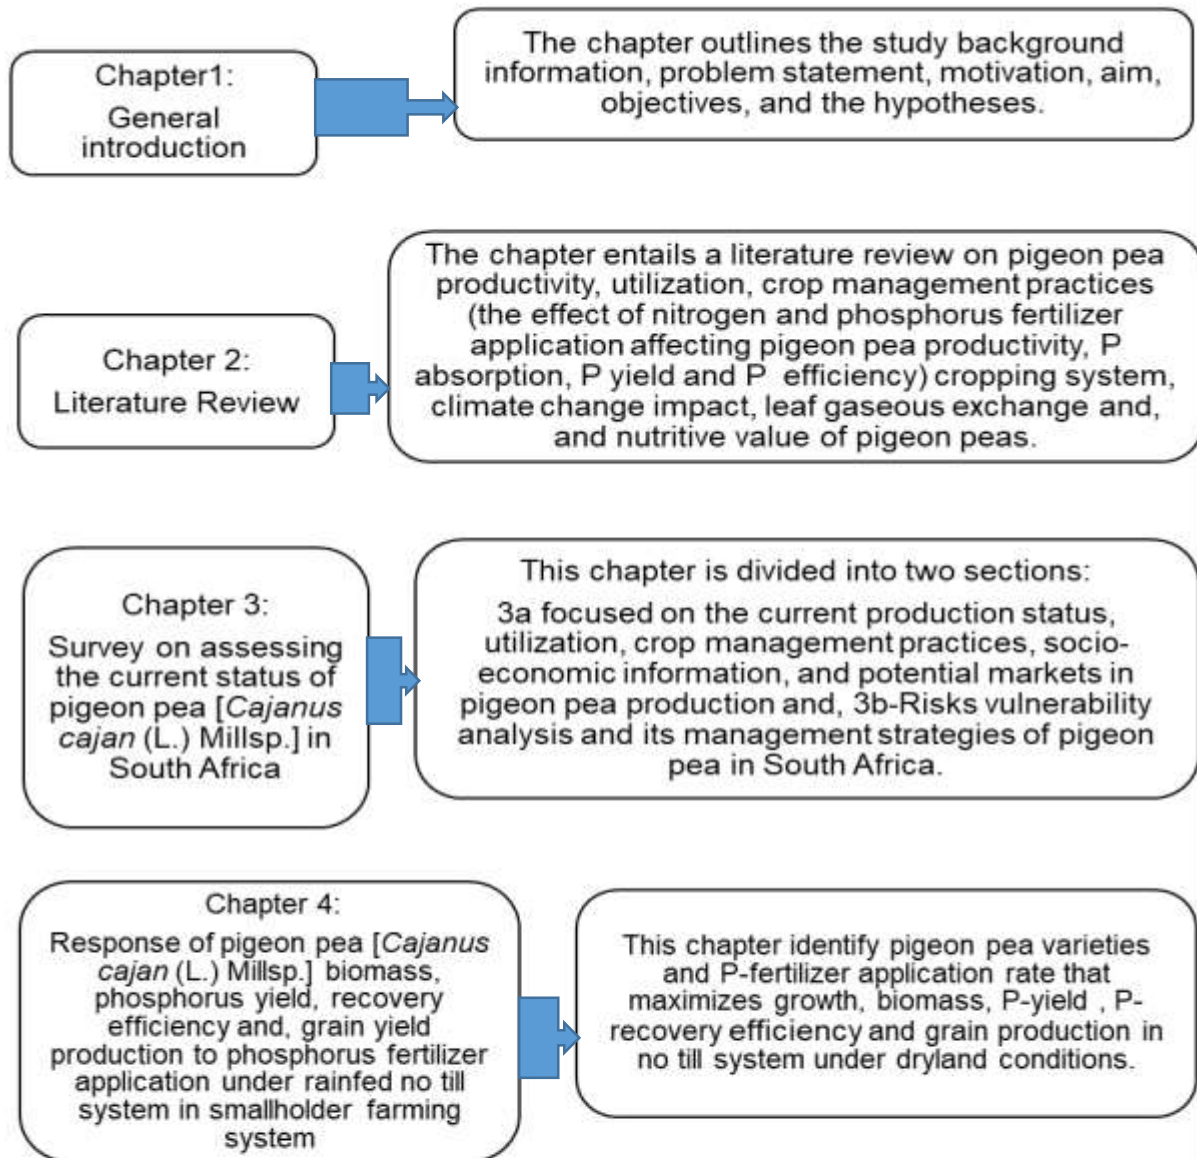 Chapter1:
General
introduction
The chapter outlines the study background
information, problem statement, motivation, aim,
objectives, and the hypotheses.
Chapter 2:
Literature Review
The chapter entails a literature review on pigeon pea
productivity, utilization, crop management practices
(the effect of nitrogen and phosphorus fertilizer
application affecting pigeon pea productivity, P
absorption, P yield and P efficiency) cropping system,
climate change impact, leaf gaseous exchange and,
and nutritive value of pigeon peas.
Chapter 3:
Survey on assessing
the current status of
pigeon pea [Cajanus
cajan (L.) Millsp.] in
South Africa
This chapter is divided into two sections:
3a focused on the current production status,
utilization, crop management practices, socio-
economic information, and potential markets in
pigeon pea production and, 3b-Risks vulnerability
analysis and its management strategies of pigeon
pea in South Africa.
Chapter 4:
Response of pigeon pea [Cajanus
cajan (L.) Millsp.] biomass,
phosphorus yield, recovery
efficiency and, grain yield
production to phosphorus fertilizer
application under rainfed no till
system in smallholder farming
system
This chapter identify pigeon pea varieties
and P-fertilizer application rate that
maximizes growth, biomass, P-yield , P-
recovery efficiency and grain production in
no till system under dryland conditions.